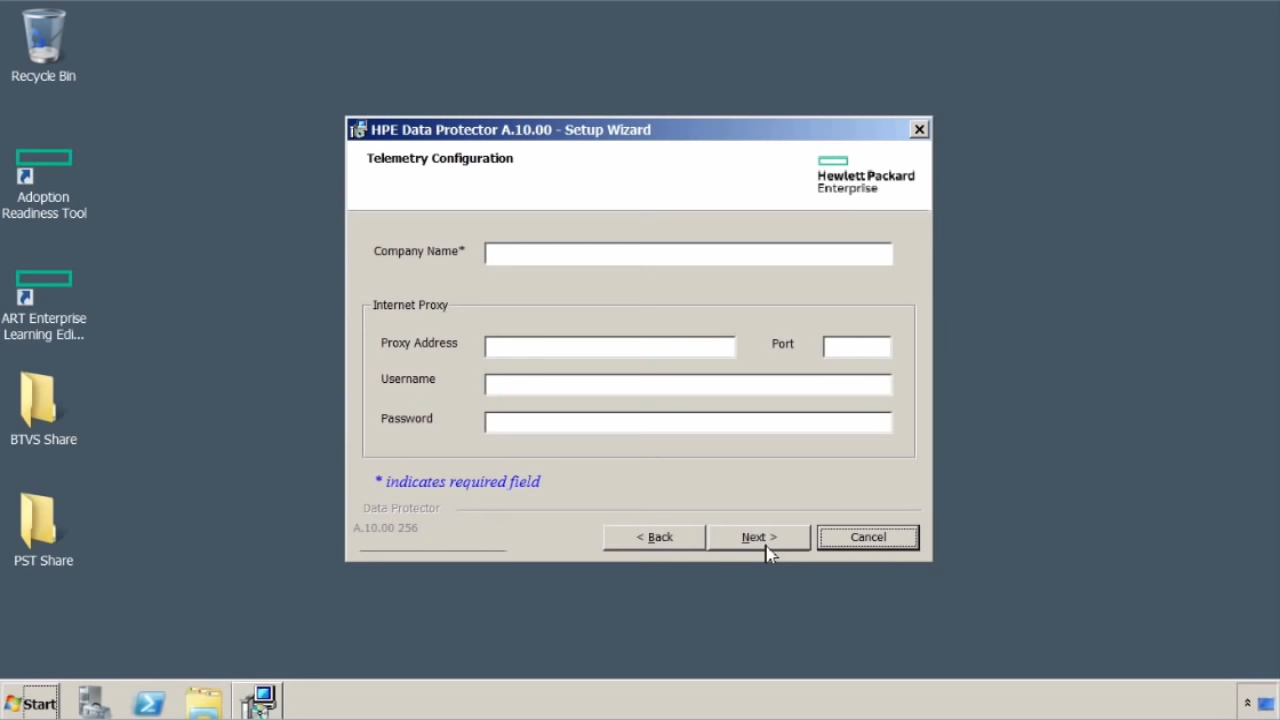 Recycle Bin
Adoption
Readiness Tool
ART Enterprise
Learning Edi...
BTVS Share
PST Share
HPE Data Protector A.10.00 - Setup Wizard
Telemetry Configuration
Hewlett Packard
Enterprise
Company Name*
Internet Proxy
Proxy Address
Port
Username
Password
* indicates required field
Data Protector
A.10.00 256
< Back
Next >
Cancel
Start